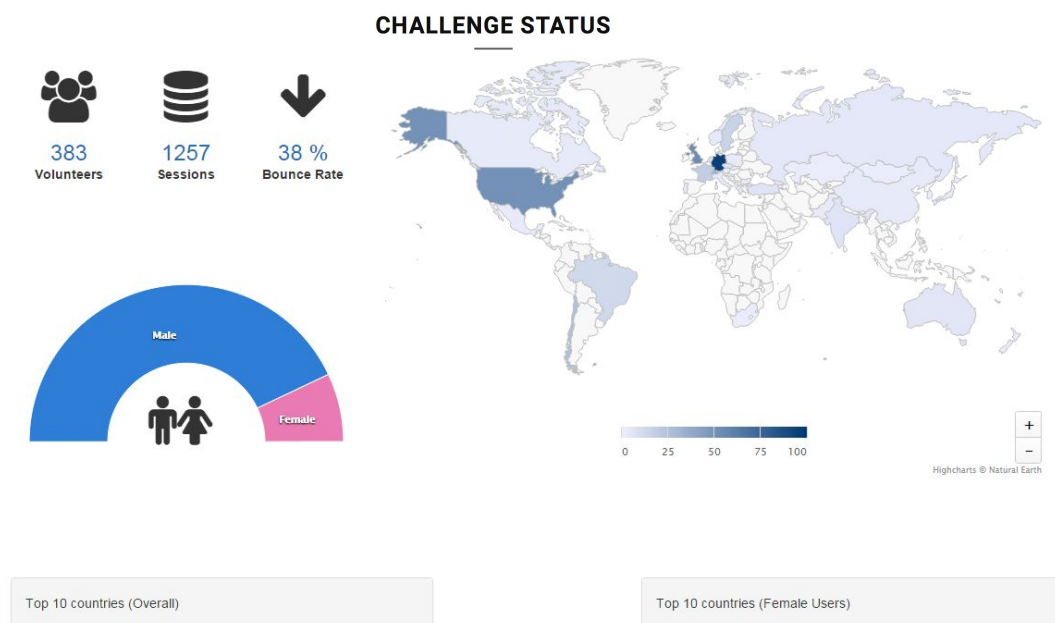 CHALLENGE STATUS
383
Volunteers
1257
Sessions
38 %
Bounce Rate
Male
Female
0 25 50 75 100
+
−
Highcharts © Natural Earth
Top 10 countries (Overall)
Top 10 countries (Female Users)